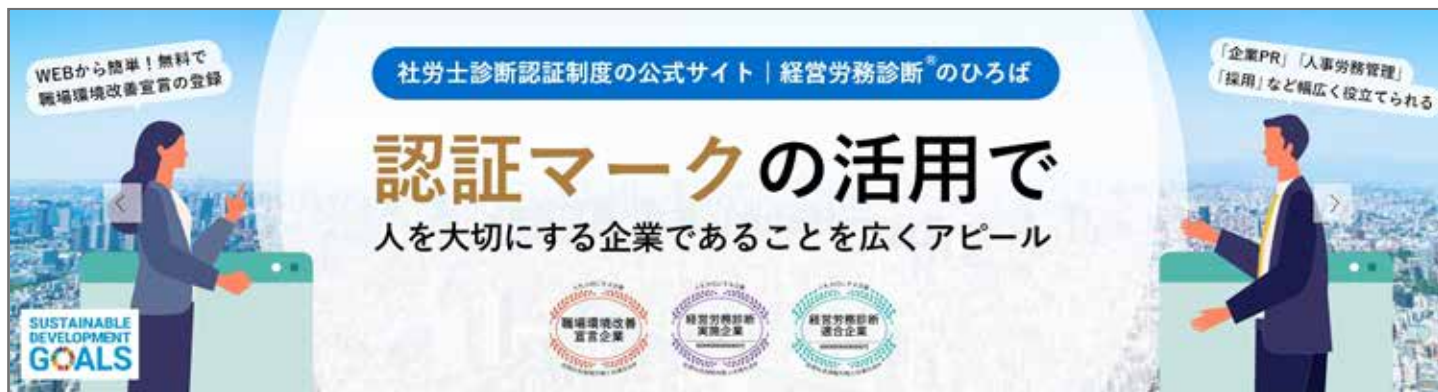 WEBから簡単！無料で
職場環境改善宣言の登録
社労士診断認証制度の公式サイト｜経営労務診断®のひろば
「企業PR」「人事労務管理」
「採用」など幅広く役立てられる
認証マークの活用で
人を大切にする企業であることを広くアピール
職場環境改善
宣言企業
経営労務診断
実施企業
経営労務診断
適合企業
SUSTAINABLE
DEVELOPMENT
GOALS